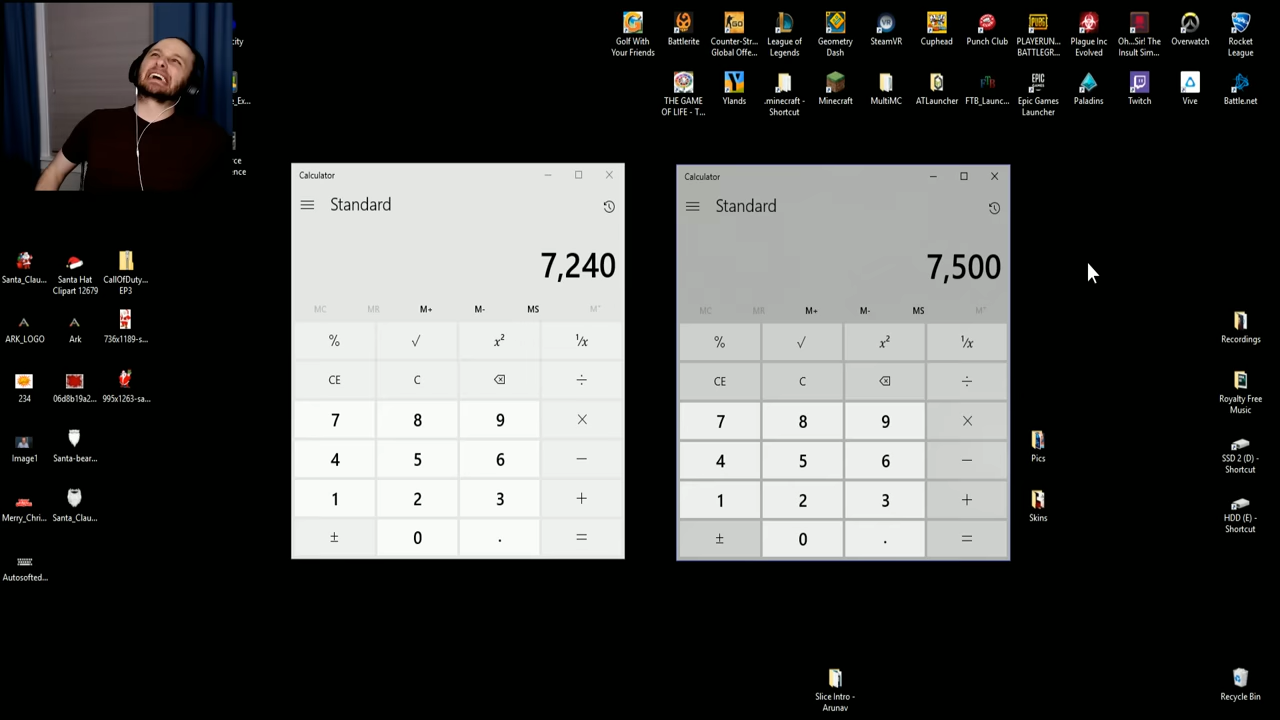 Golf With
Your Friends
Battlerite
Counter-Str...
Global Offe...
League of
Legends
Geometry
Dash
SteamVR
Cuphead
Punch Club
PLAYERUN...
BATTLEGR...
Plague Inc
Evolved
Oh...Sir! The
Insult Sim...
Overwatch
Rocket
League
THE GAME
OF LIFE - T...
Ylands
.minecraft -
Shortcut
Minecraft
MultiMC
ATLauncher
FTB_Launc...
Epic Games
Launcher
Paladins
Twitch
Vive
Battle.net
Calculator
Standard
7,240
MC MR M+ M- MS M˅
% √ x² ¹/x
CE C ÷
7 8 9 ×
4 5 6 −
1 2 3 +
± 0 . =
Calculator
Standard
7,500
MC MR M+ M- MS M˅
% √ x² ¹/x
CE C ÷
7 8 9 ×
4 5 6 −
1 2 3 +
± 0 . =
Santa_Clau...
Santa Hat
Clipart 12679
CallOfDuty...
EP3
ARK_LOGO
Ark
736x1189-s...
234
06d8b19a2...
995x1263-sa...
Image1
Santa-bear...
Merry_Chri...
Santa_Clau...
Autosofted...
Recordings
Royalty Free
Music
Pics
SSD 2 (D) -
Shortcut
Skins
HDD (E) -
Shortcut
Slice Intro -
Arunav
Recycle Bin